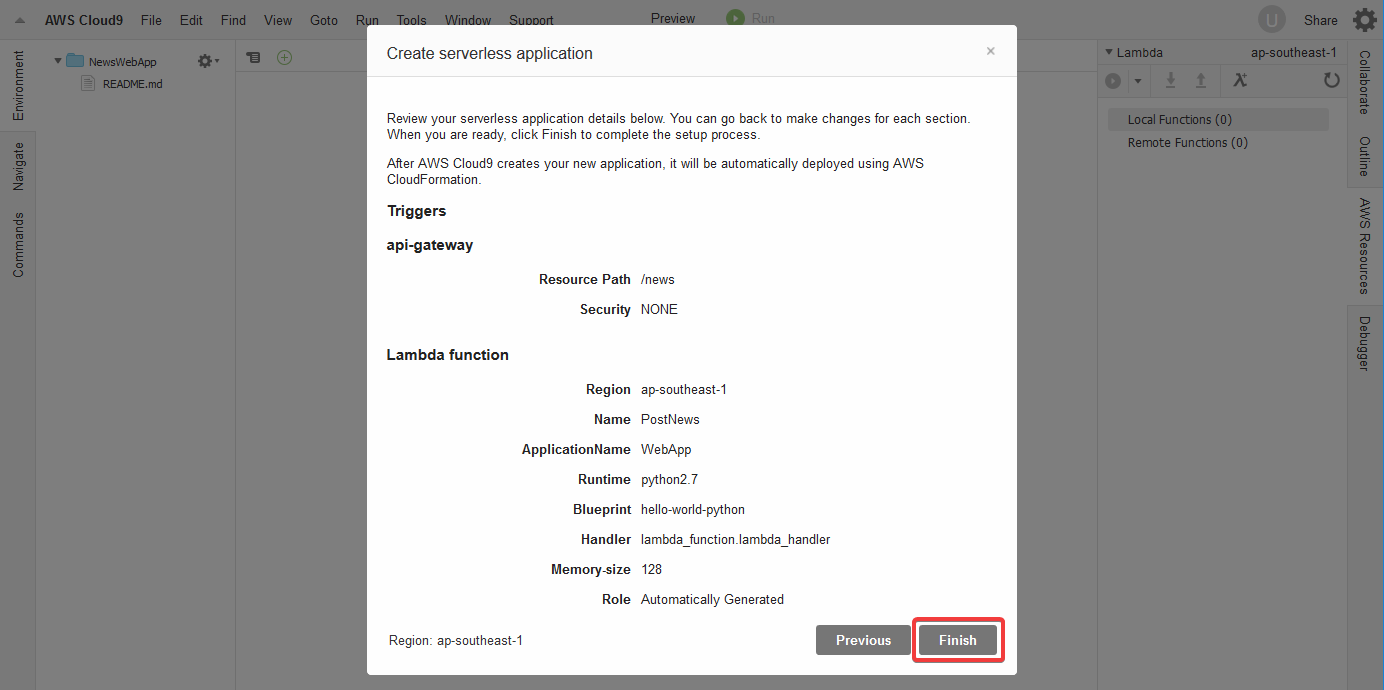 AWS Cloud9 File Edit Find View Goto Run Tools Window Support Preview Run U Share
Environment
Navigate
Commands
NewsWebApp
README.md
Create serverless application ×
Review your serverless application details below. You can go back to make changes for each section.
When you are ready, click Finish to complete the setup process.
After AWS Cloud9 creates your new application, it will be automatically deployed using AWS
CloudFormation.
Triggers
api-gateway
Resource Path /news
Security NONE
Lambda function
Region ap-southeast-1
Name PostNews
ApplicationName WebApp
Runtime python2.7
Blueprint hello-world-python
Handler lambda_function.lambda_handler
Memory-size 128
Role Automatically Generated
Region: ap-southeast-1 Previous Finish
Lambda ap-southeast-1
Local Functions (0)
Remote Functions (0)
Collaborate
Outline
AWS Resources
Debugger